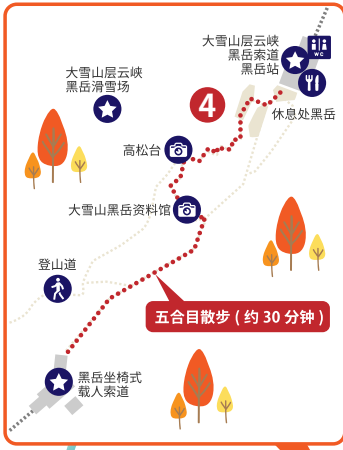 大雪山层云峡
黑岳索道
黑岳站
WC
大雪山层云峡
黑岳滑雪场
4
休息处黑岳
高松台
大雪山黑岳资料馆
登山道
五合目散步 ( 约 30 分钟 )
黑岳坐椅式
载人索道